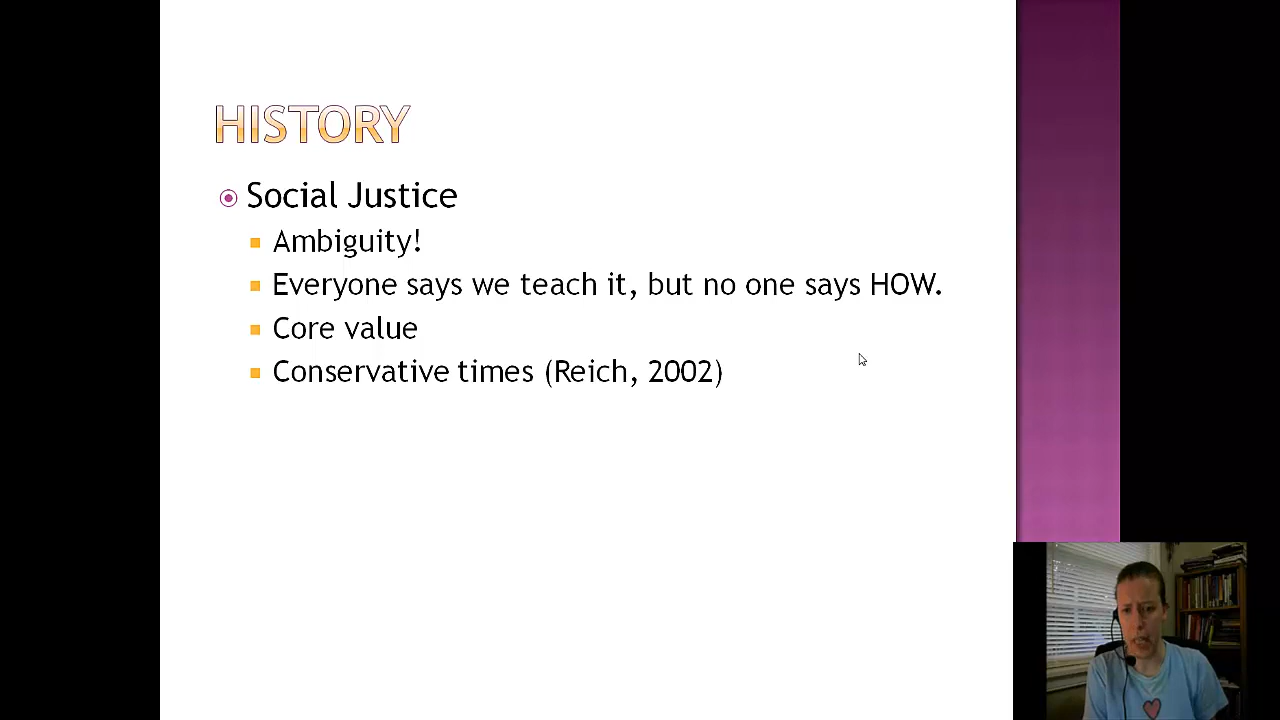 HISTORY
Social Justice
Ambiguity!
Everyone says we teach it, but no one says HOW.
Core value
Conservative times (Reich, 2002)